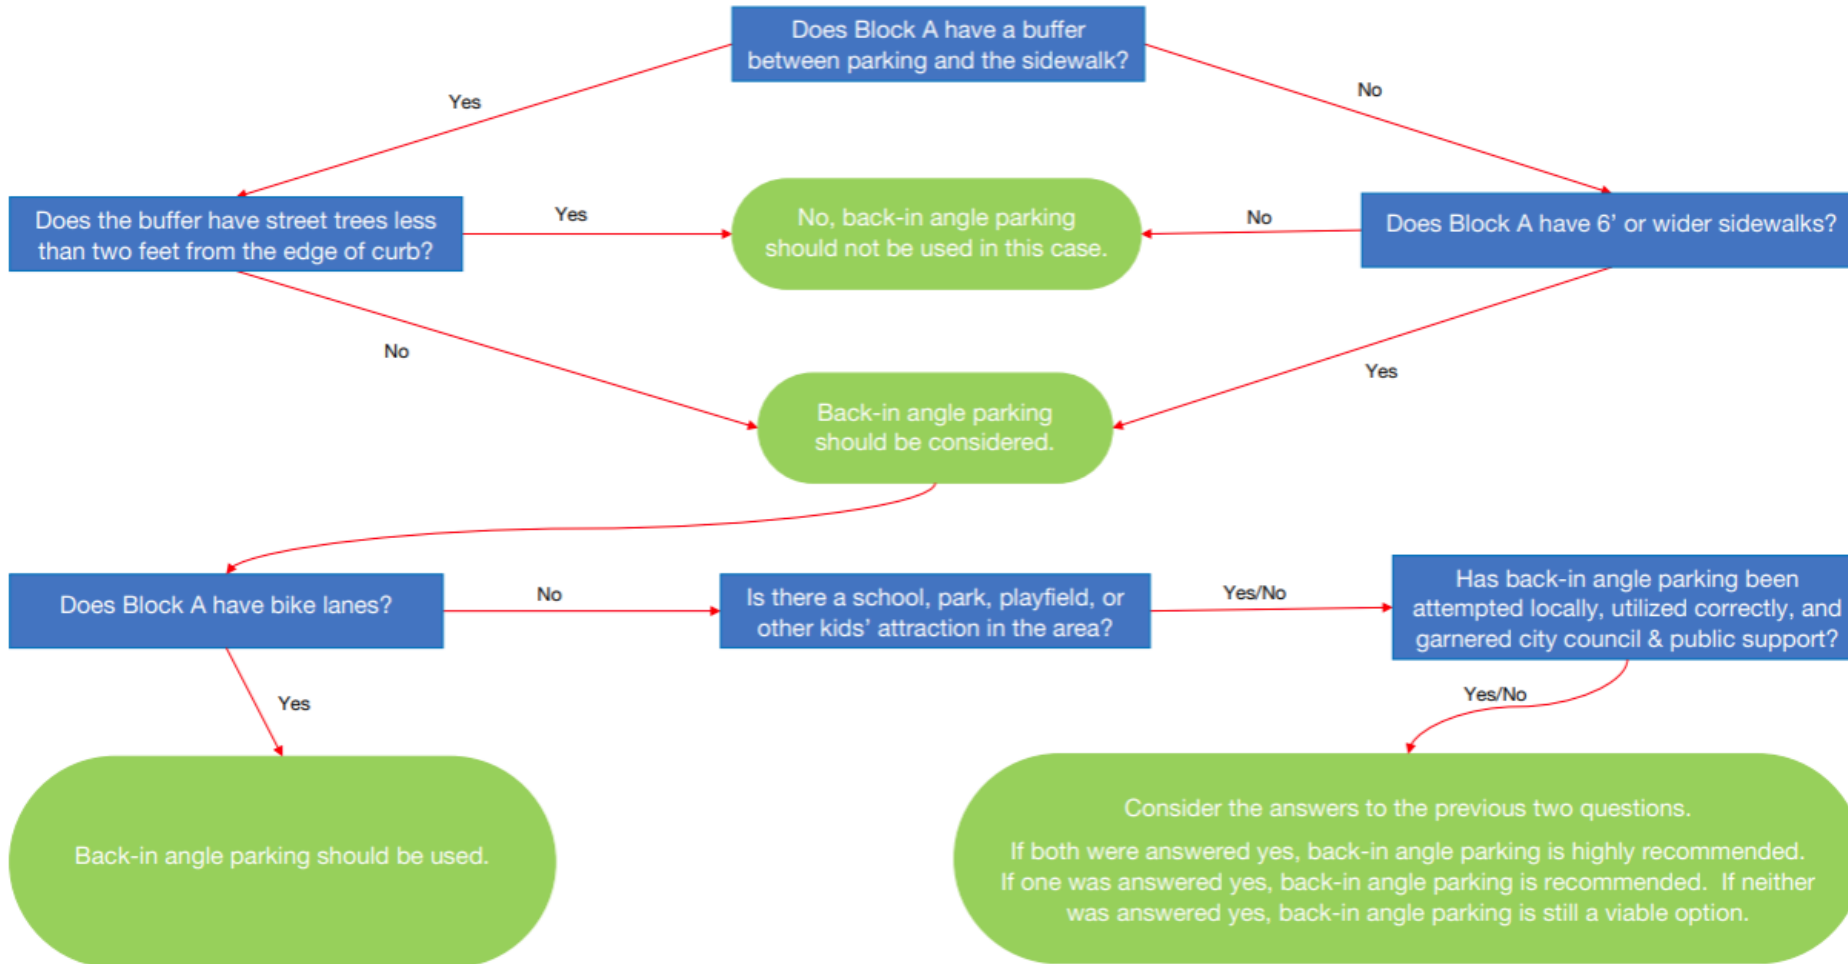 Does Block A have a buffer
between parking and the sidewalk?
Yes
No
Does the buffer have street trees less
than two feet from the edge of curb?
Yes
No, back-in angle parking
should not be used in this case.
No
Does Block A have 6’ or wider sidewalks?
No
Yes
Back-in angle parking
should be considered.
Does Block A have bike lanes?
No
Is there a school, park, playfield, or
other kids’ attraction in the area?
Yes/No
Has back-in angle parking been
attempted locally, utilized correctly, and
garnered city council & public support?
Yes
Yes/No
Back-in angle parking should be used.
Consider the answers to the previous two questions.
If both were answered yes, back-in angle parking is highly recommended.
If one was answered yes, back-in angle parking is recommended. If neither
was answered yes, back-in angle parking is still a viable option.